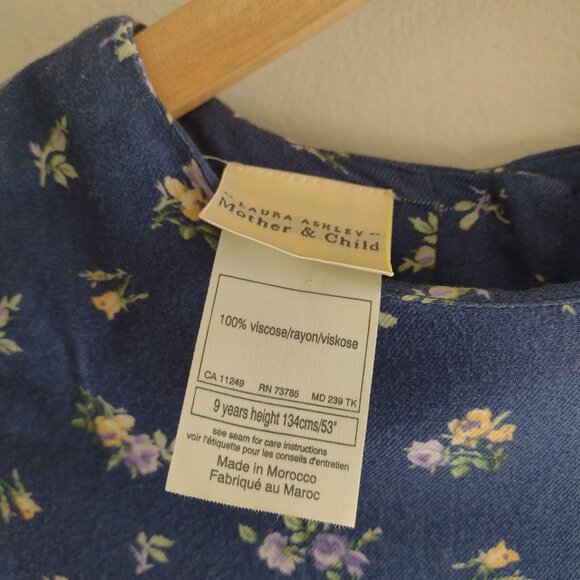 LAURA ASHLEY
Mother & Child
100% viscose/rayon/viskose
CA 11249 RN 73785 MD 239 TK
9 years height 134cms/53"
see seam for care instructions
voir l'étiquette pour les conseils d'entretien
Made in Morocco
Fabriqué au Maroc